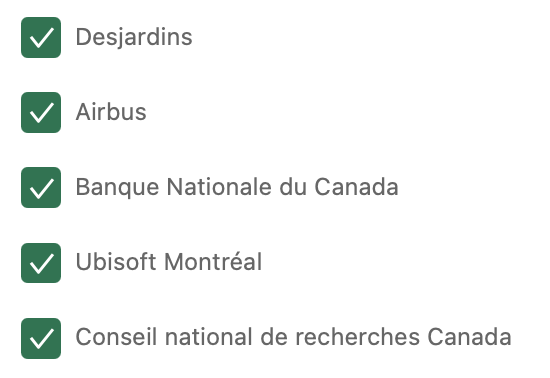 Desjardins
Airbus
Banque Nationale du Canada
Ubisoft Montréal
Conseil national de recherches Canada